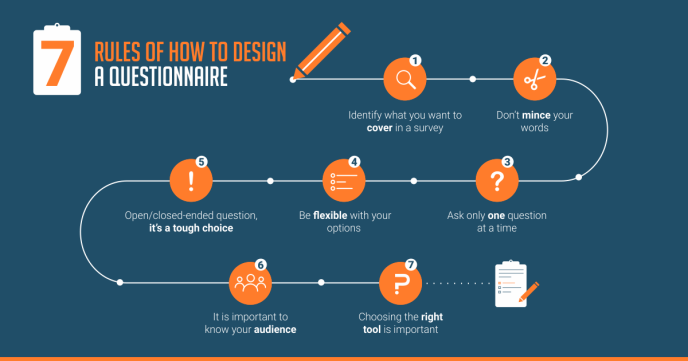 7
RULES OF HOW TO DESIGN
A QUESTIONNAIRE
1
Identify what you want to
cover in a survey
2
Don't mince your
words
3
?
Ask only one question
at a time
4
Be flexible with your
options
5
!
Open/closed-ended question,
it's a tough choice
6
It is important to
know your audience
7
?
Choosing the right
tool is important